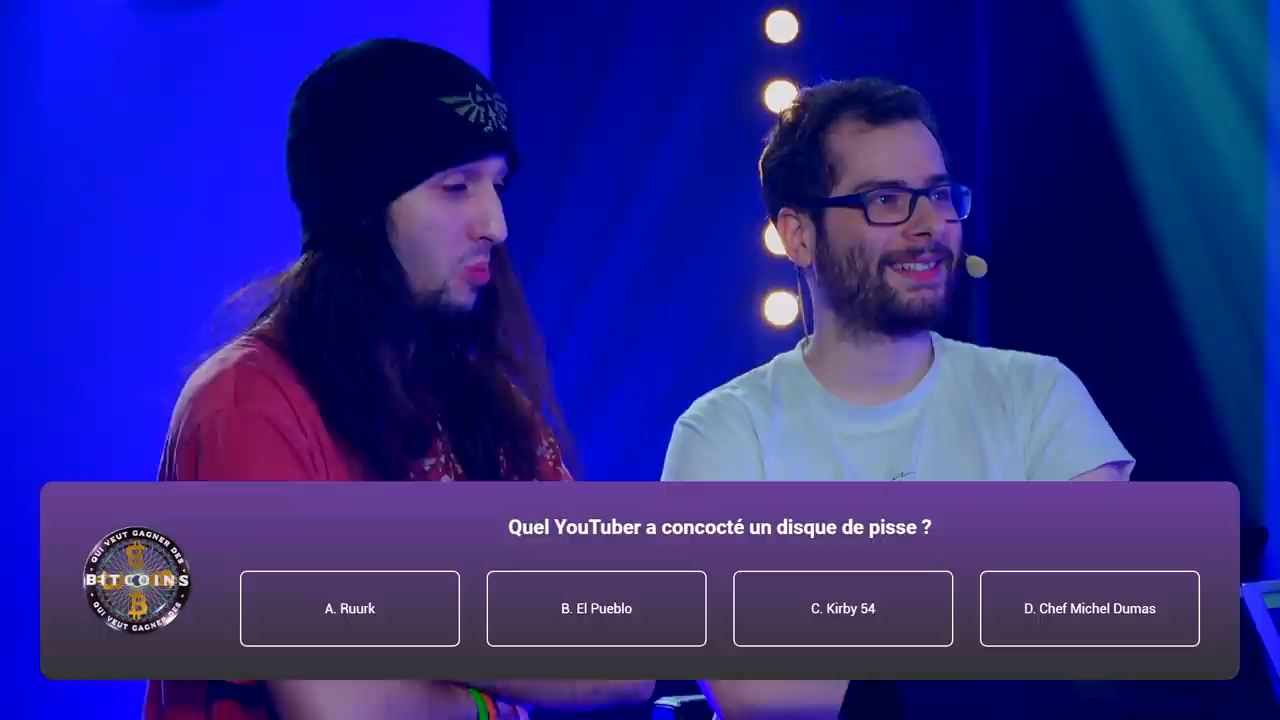 Quel YouTuber a concocté un disque de pisse ?
QUI VEUT GAGNER DES
BITCOINS
QUI VEUT GAGNER DES
A. Ruurk
B. El Pueblo
C. Kirby 54
D. Chef Michel Dumas